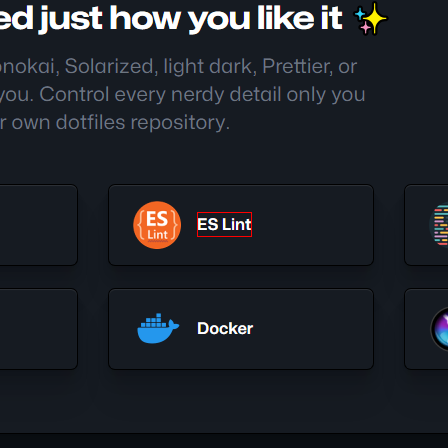 ed just how you like it
onokai, Solarized, light dark, Prettier, or
you. Control every nerdy detail only you
r own dotfiles repository.
{ES}
Lint
ES Lint
Docker